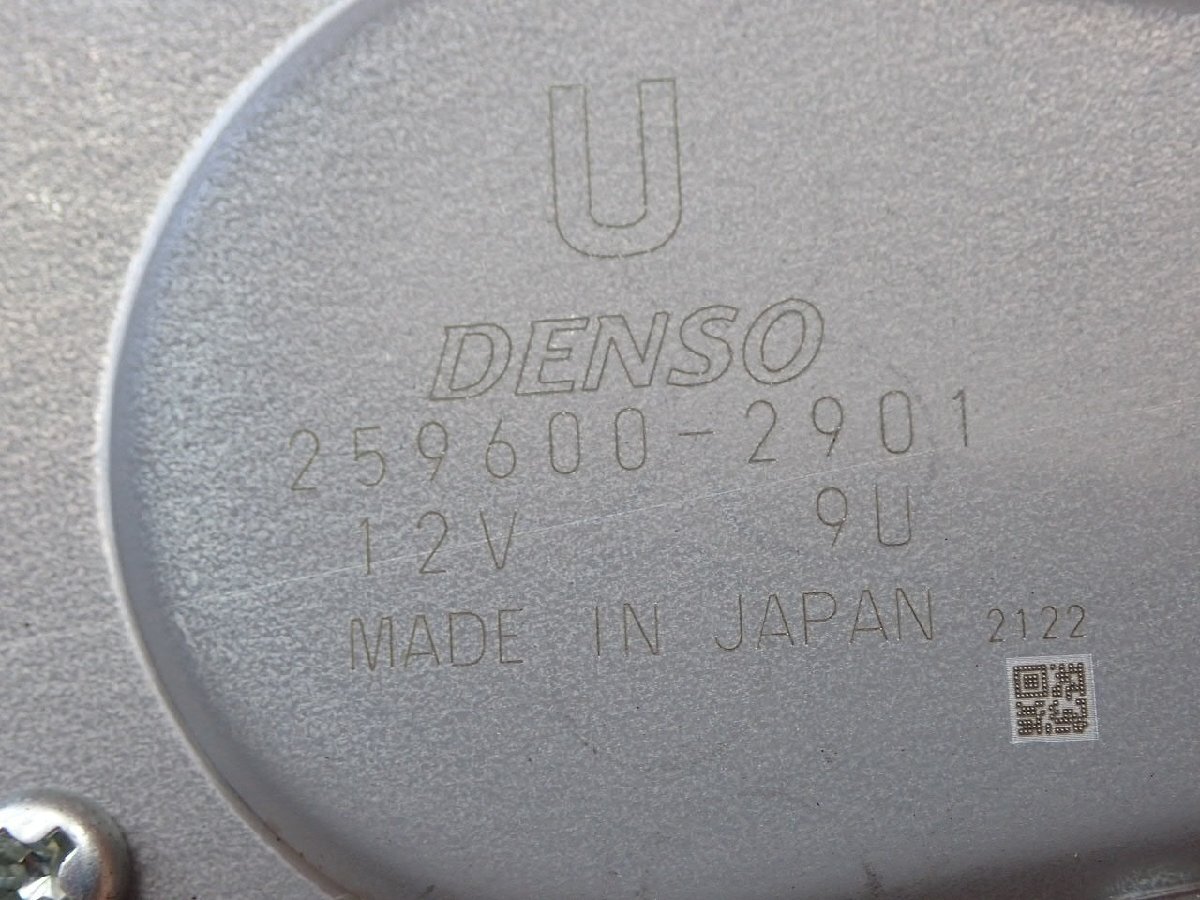 U
DENSO
259600-2901
12V 9U
MADE IN JAPAN 2122